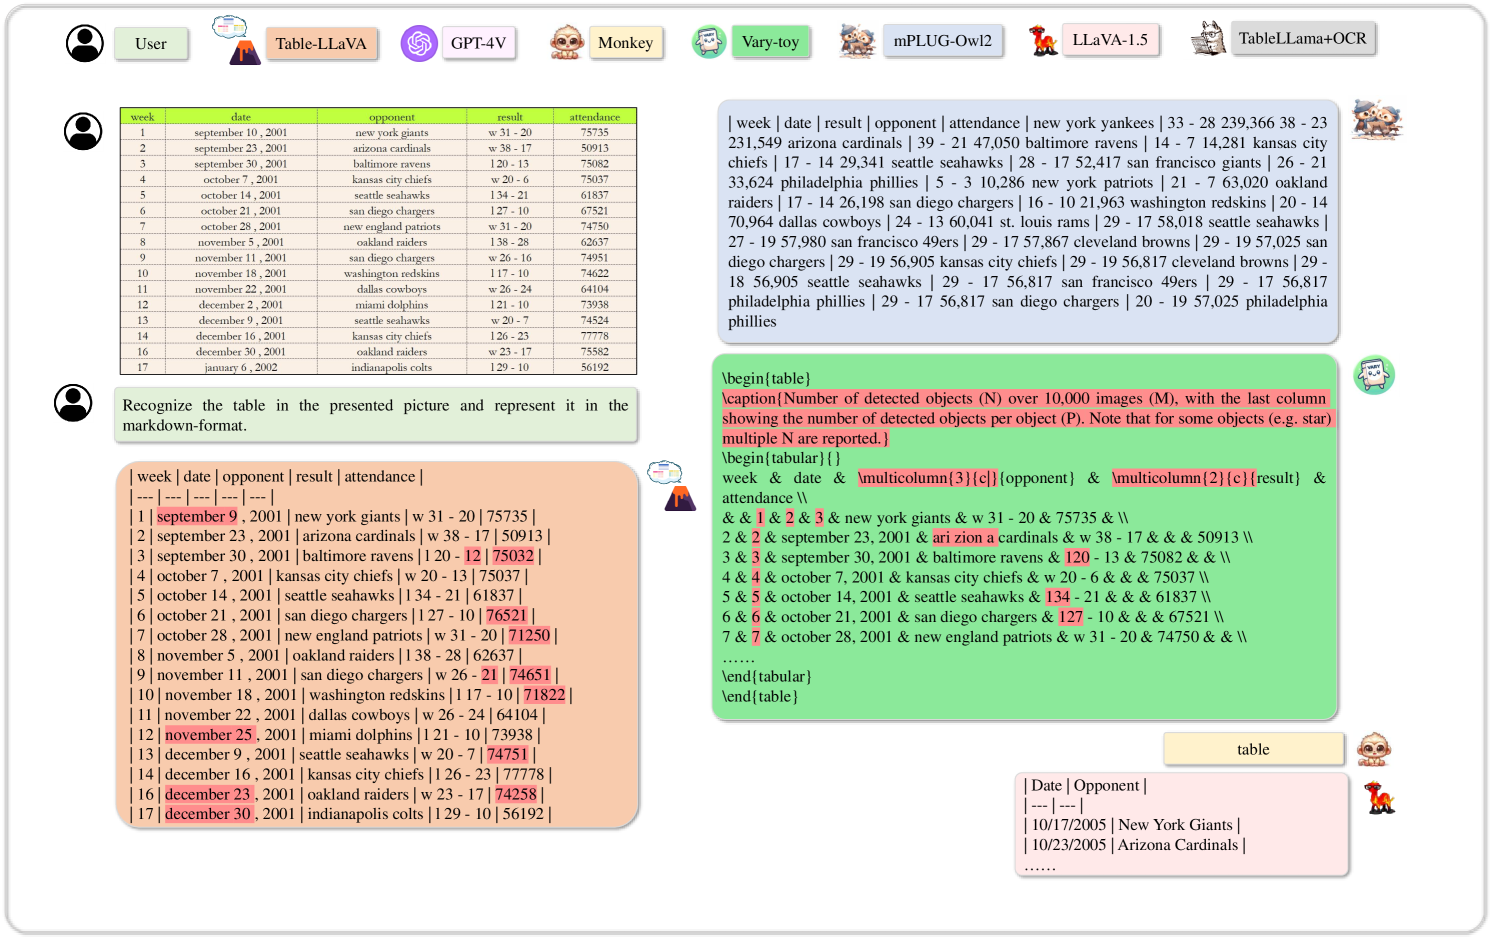 User
Table-LLaVA
GPT-4V
Monkey
Vary-toy
mPLUG-Owl2
LLaVA-1.5
TableLLama+OCR
week date opponent result attendance
1 september 10 , 2001 new york giants w 31 - 20 75735
2 september 23 , 2001 arizona cardinals w 38 - 17 50913
3 september 30 , 2001 baltimore ravens l 20 - 13 75082
4 october 7 , 2001 kansas city chiefs w 20 - 6 75037
5 october 14 , 2001 seattle seahawks l 34 - 21 61837
6 october 21 , 2001 san diego chargers l 27 - 10 67521
7 october 28 , 2001 new england patriots w 31 - 20 74750
8 november 5 , 2001 oakland raiders l 38 - 28 62637
9 november 11 , 2001 san diego chargers w 26 - 16 74951
10 november 18 , 2001 washington redskins l 17 - 10 74622
11 november 22 , 2001 dallas cowboys w 26 - 24 64104
12 december 2 , 2001 miami dolphins l 21 - 10 73938
13 december 9 , 2001 seattle seahawks w 20 - 7 74524
14 december 16 , 2001 kansas city chiefs l 26 - 23 77778
16 december 30 , 2001 oakland raiders w 23 - 17 75582
17 january 6 , 2002 indianapolis colts l 29 - 10 56192
Recognize the table in the presented picture and represent it in the
markdown-format.
| week | date | opponent | result | attendance |
| --- | --- | --- | --- | --- |
| 1 | september 9 , 2001 | new york giants | w 31 - 20 | 75735 |
| 2 | september 23 , 2001 | arizona cardinals | w 38 - 17 | 50913 |
| 3 | september 30 , 2001 | baltimore ravens | l 20 - 12 | 75032 |
| 4 | october 7 , 2001 | kansas city chiefs | w 20 - 13 | 75037 |
| 5 | october 14 , 2001 | seattle seahawks | l 34 - 21 | 61837 |
| 6 | october 21 , 2001 | san diego chargers | l 27 - 10 | 76521 |
| 7 | october 28 , 2001 | new england patriots | w 31 - 20 | 71250 |
| 8 | november 5 , 2001 | oakland raiders | l 38 - 28 | 62637 |
| 9 | november 11 , 2001 | san diego chargers | w 26 - 21 | 74651 |
| 10 | november 18 , 2001 | washington redskins | l 17 - 10 | 71822 |
| 11 | november 22 , 2001 | dallas cowboys | w 26 - 24 | 64104 |
| 12 | november 25 , 2001 | miami dolphins | l 21 - 10 | 73938 |
| 13 | december 9 , 2001 | seattle seahawks | w 20 - 7 | 74751 |
| 14 | december 16 , 2001 | kansas city chiefs | l 26 - 23 | 77778 |
| 16 | december 23 , 2001 | oakland raiders | w 23 - 17 | 74258 |
| 17 | december 30 , 2001 | indianapolis colts | l 29 - 10 | 56192 |
| week | date | result | opponent | attendance | new york yankees | 33 - 28 239,366 38 - 23
231,549 arizona cardinals | 39 - 21 47,050 baltimore ravens | 14 - 7 14,281 kansas city
chiefs | 17 - 14 29,341 seattle seahawks | 28 - 17 52,417 san francisco giants | 26 - 21
33,624 philadelphia phillies | 5 - 3 10,286 new york patriots | 21 - 7 63,020 oakland
raiders | 17 - 14 26,198 san diego chargers | 16 - 10 21,963 washington redskins | 20 - 14
70,964 dallas cowboys | 24 - 13 60,041 st. louis rams | 29 - 17 58,018 seattle seahawks |
27 - 19 57,980 san francisco 49ers | 29 - 17 57,867 cleveland browns | 29 - 19 57,025 san
diego chargers | 29 - 19 56,905 kansas city chiefs | 29 - 19 56,817 cleveland browns | 29 -
18 56,905 seattle seahawks | 29 - 17 56,817 san francisco 49ers | 29 - 17 56,817
philadelphia phillies | 29 - 17 56,817 san diego chargers | 20 - 19 57,025 philadelphia
phillies
\begin{table}
\caption{Number of detected objects (N) over 10,000 images (M), with the last column
showing the number of detected objects per object (P). Note that for some objects (e.g. star)
multiple N are reported.}
\begin{tabular}{}
week & date & \multicolumn{3}{c|}{opponent} & \multicolumn{2}{c}{result} &
attendance \\
& & 1 & 2 & 3 & new york giants & w 31 - 20 & 75735 & \\
2 & 2 & september 23, 2001 & ari zion a cardinals & w 38 - 17 & & & 50913 \\
3 & 3 & september 30, 2001 & baltimore ravens & 120 - 13 & 75082 & & \\
4 & 4 & october 7, 2001 & kansas city chiefs & w 20 - 6 & & & 75037 \\
5 & 5 & october 14, 2001 & seattle seahawks & 134 - 21 & & & 61837 \\
6 & 6 & october 21, 2001 & san diego chargers & 127 - 10 & & & 67521 \\
7 & 7 & october 28, 2001 & new england patriots & w 31 - 20 & 74750 & & \\
……
\end{tabular}
\end{table}
table
| Date | Opponent |
| --- | --- |
| 10/17/2005 | New York Giants |
| 10/23/2005 | Arizona Cardinals |
……